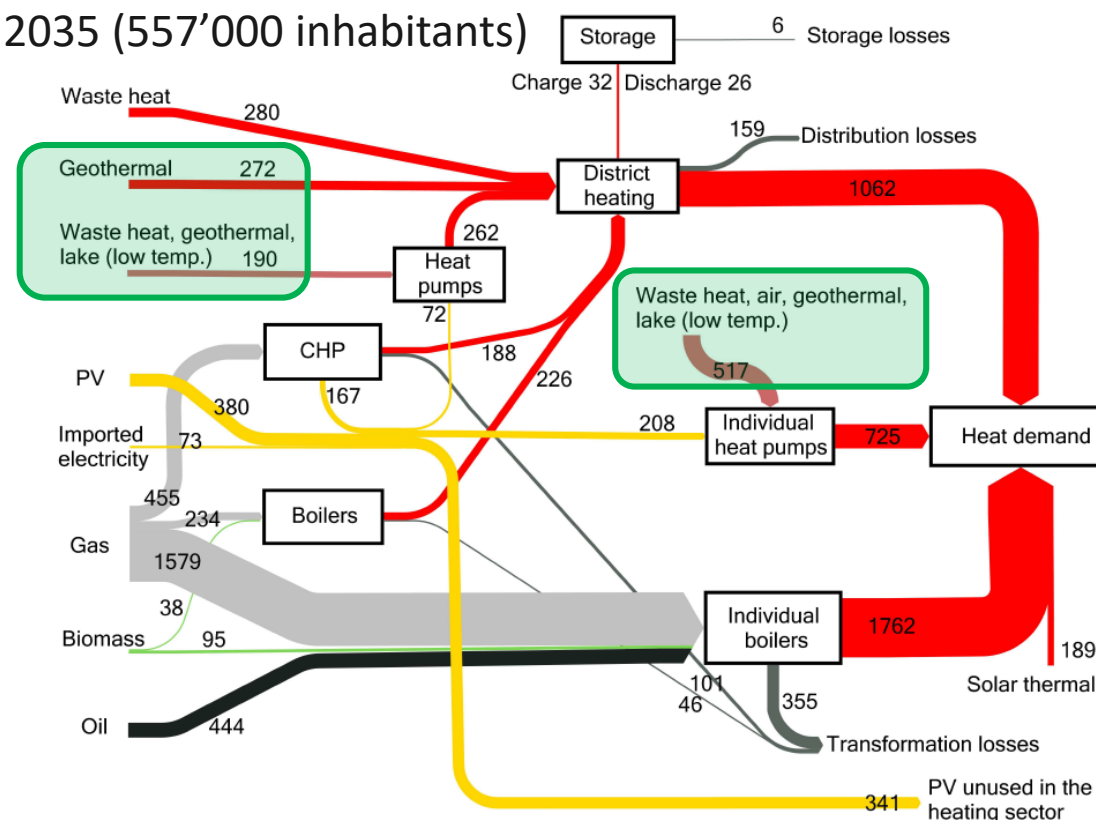 2035 (557’000 inhabitants)
Storage
6
Storage losses
Charge 32
Discharge 26
Waste heat
280
159
Distribution losses
Geothermal
272
District
heating
1062
Waste heat, geothermal,
lake (low temp.)
190
262
Heat
pumps
72
Waste heat, air, geothermal,
lake (low temp.)
517
CHP
188
226
167
PV
380
Imported
electricity
73
208
Individual
heat pumps
725
Heat demand
455
234
Boilers
Gas
1579
38
Biomass
95
Individual
boilers
1762
189
Solar thermal
101
46
355
Oil
444
Transformation losses
341
PV unused in the
heating sector